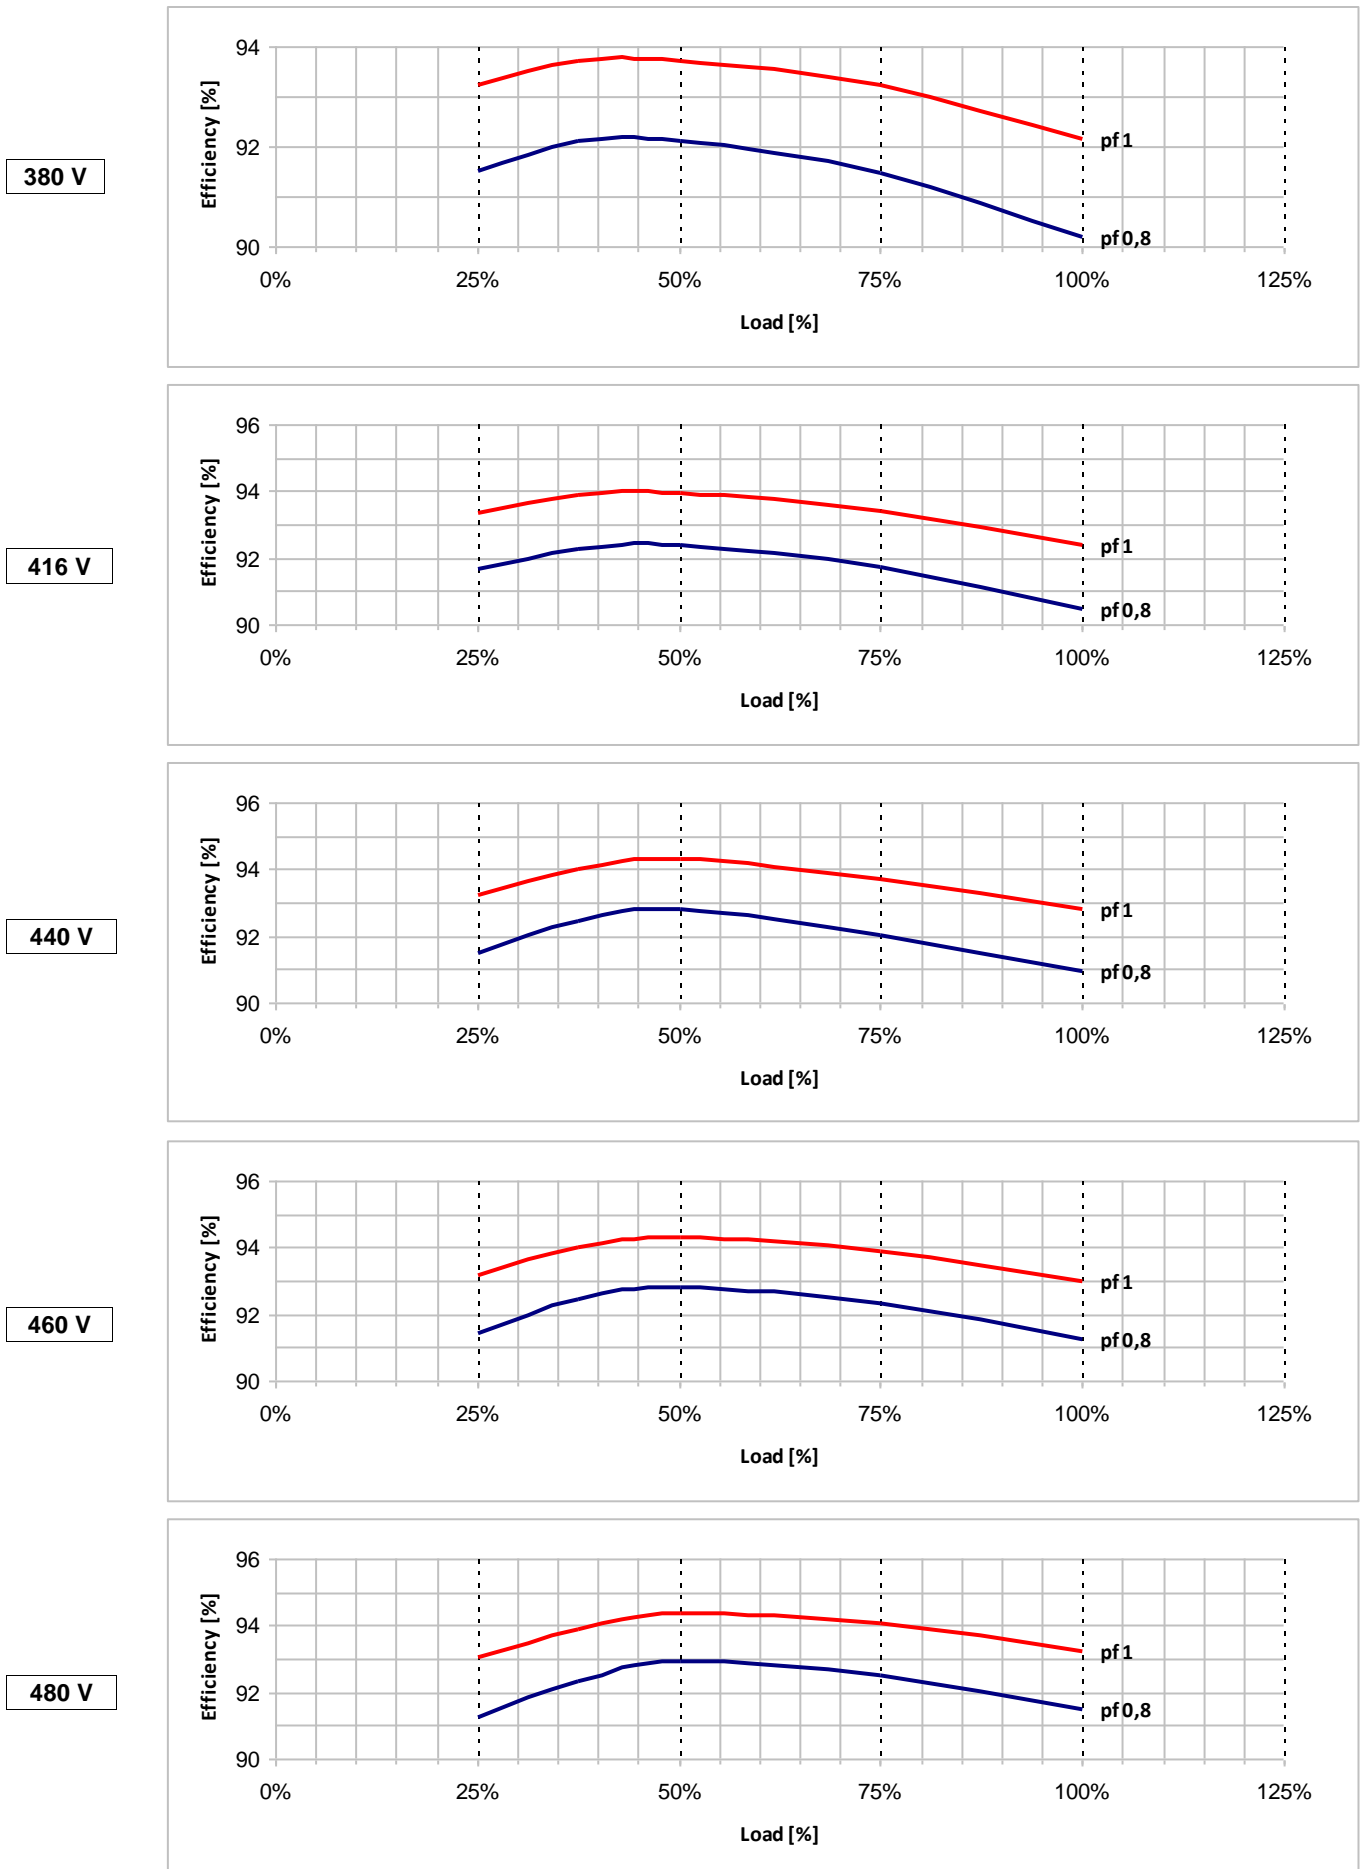 380 V
Efficiency [%]
94
92
90
pf 1
pf 0,8
0% 25% 50% 75% 100% 125%
Load [%]
416 V
Efficiency [%]
96
94
92
90
pf 1
pf 0,8
0% 25% 50% 75% 100% 125%
Load [%]
440 V
Efficiency [%]
96
94
92
90
pf 1
pf 0,8
0% 25% 50% 75% 100% 125%
Load [%]
460 V
Efficiency [%]
96
94
92
90
pf 1
pf 0,8
0% 25% 50% 75% 100% 125%
Load [%]
480 V
Efficiency [%]
96
94
92
90
pf 1
pf 0,8
0% 25% 50% 75% 100% 125%
Load [%]